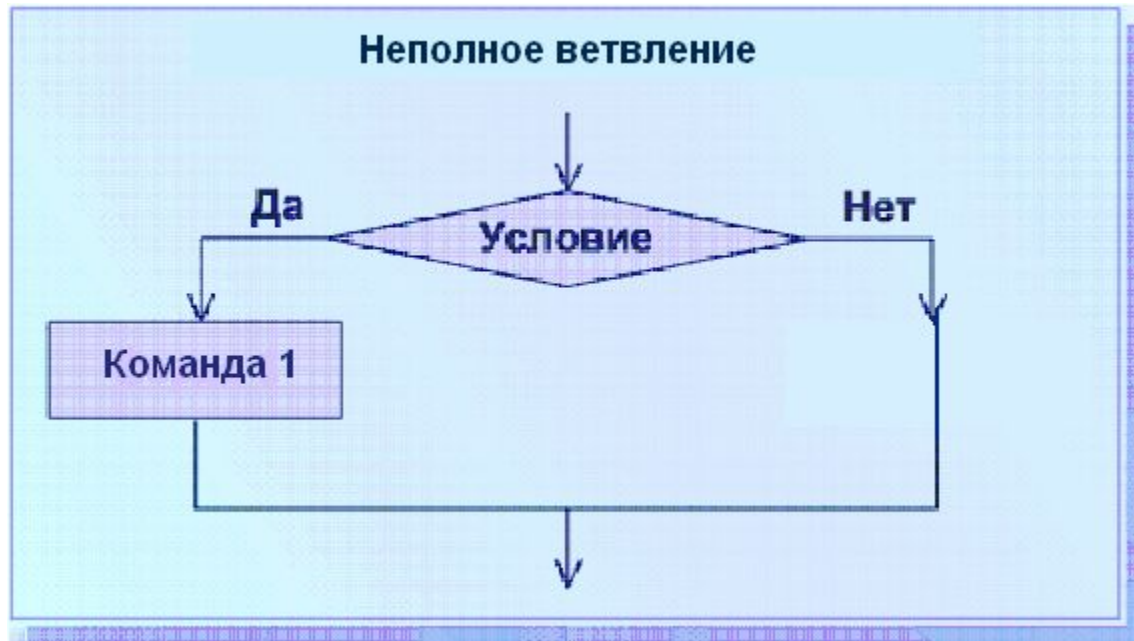 Неполное ветвление
Да
Нет
Условие
Команда 1